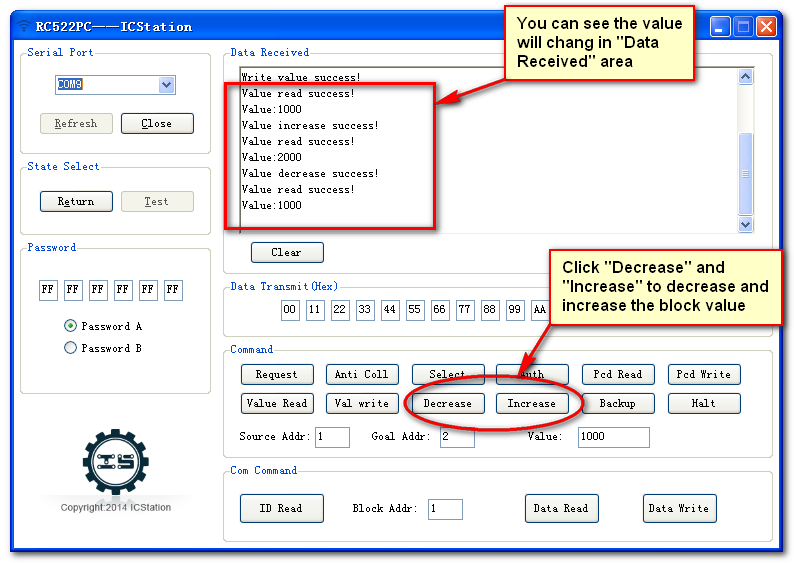 RC522PC——ICStation
You can see the value
will chang in "Data
Received" area
Serial Port
COM9
Refresh
Close
State Select
Return
Test
Password
FF FF FF FF FF FF
Password A
Password B
IS
Copyright:2014 ICStation
Data Received
Write value success!
Value read success!
Value:1000
Value increase success!
Value read success!
Value:2000
Value decrease success!
Value read success!
Value:1000
Clear
Click "Decrease" and
"Increase" to decrease and
increase the block value
Data Transmit(Hex)
00 11 22 33 44 55 66 77 88 99 AA
Command
Request Anti Coll Select Auth Pcd Read Pcd Write
Value Read Val write Decrease Increase Backup Halt
Source Addr: 1 Goal Addr: 2 Value: 1000
Com Command
ID Read Block Addr: 1 Data Read Data Write